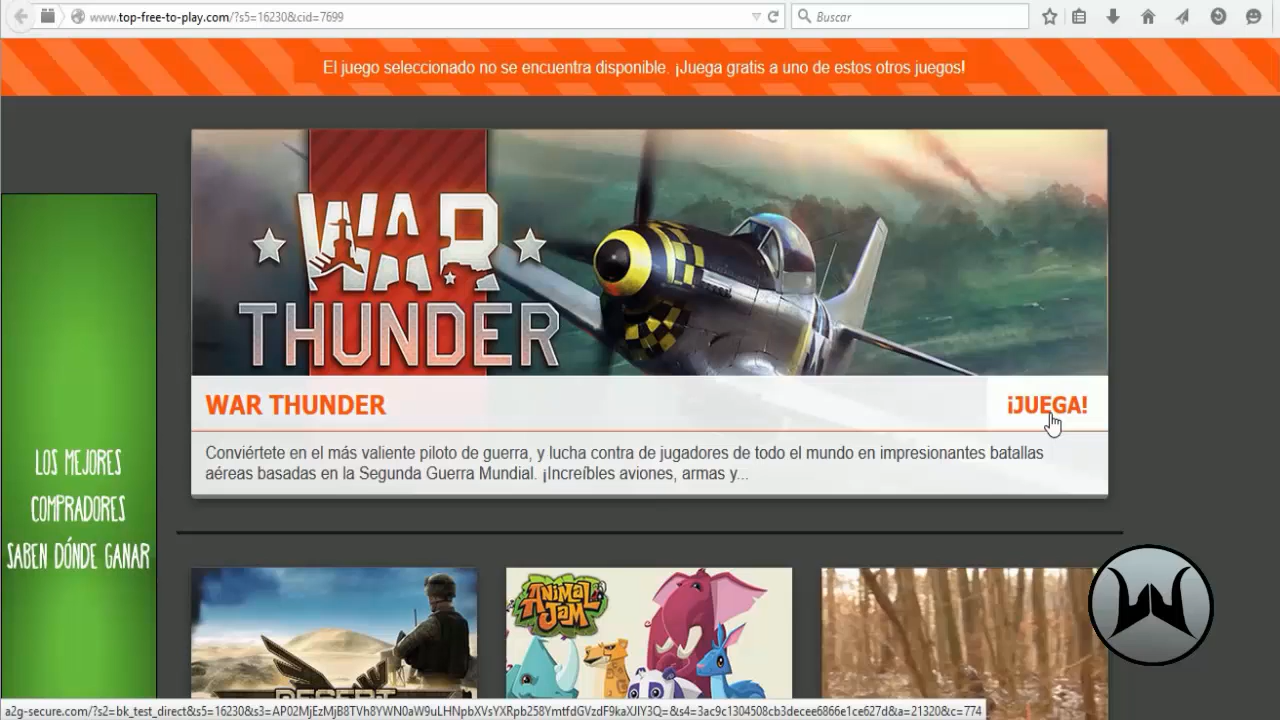 www.top-free-to-play.com/?s5=16230&cid=7699
Buscar
El juego seleccionado no se encuentra disponible. ¡Juega gratis a uno de estos otros juegos!
WAR
THUNDER
WAR THUNDER
¡JUEGA!
Conviértete en el más valiente piloto de guerra, y lucha contra de jugadores de todo el mundo en impresionantes batallas
aéreas basadas en la Segunda Guerra Mundial. ¡Increíbles aviones, armas y...
LOS MEJORES
COMPRADORES
SABEN DÓNDE GANAR
DESERT
ANIMAL
JAM
W
a2g-secure.com/?s2=bk_test_direct&s5=16230&s3=AP02MjEzMjB8TVh8YWN0aW9uLHNpbXVsYXRpb258YmtfdGVzdF9kaXJlY3Q=&s4=3ac9c1304508cb3decee6866e1ce627d&a=21320&c=774